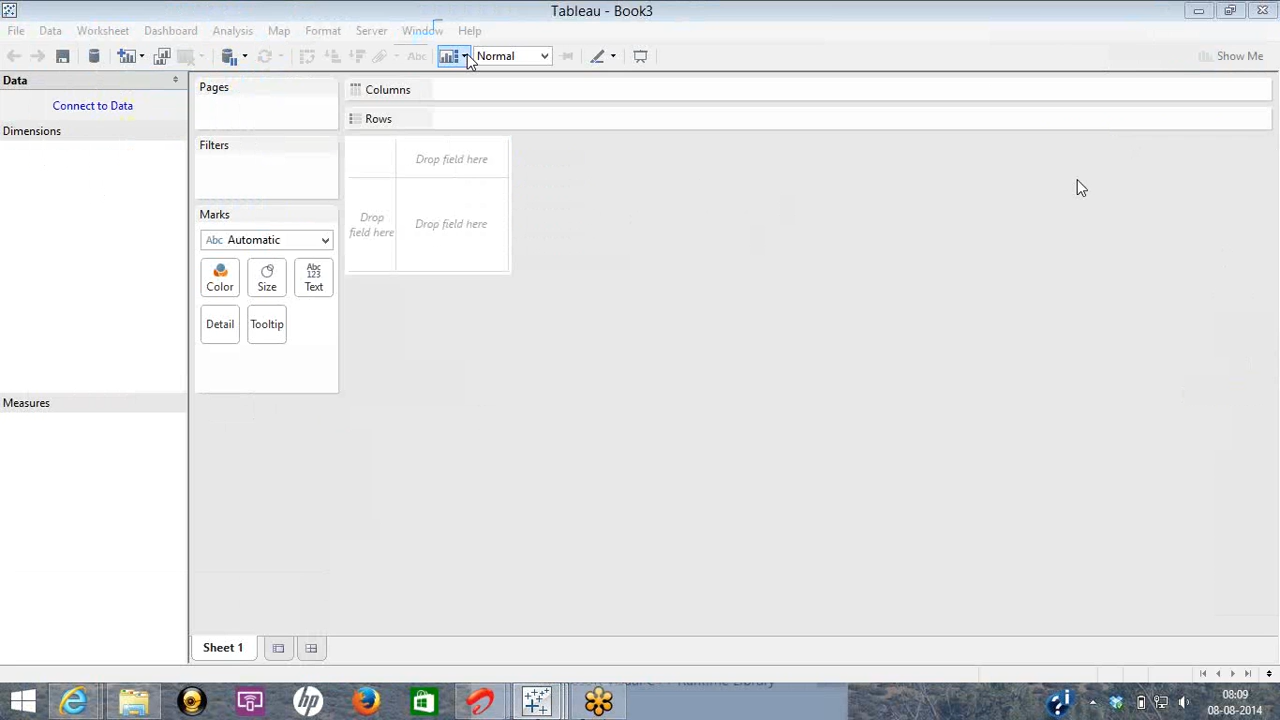 Tableau - Book3
File Data Worksheet Dashboard Analysis Map Format Server Window Help
Abc Normal Show Me
Data
Connect to Data
Dimensions
Measures
Pages
Filters
Marks
Abc Automatic
Color Size Abc 123 Text
Detail Tooltip
Columns
Rows
Drop field here
Drop field here
Drop field here
Sheet 1
hp
08:09
08-08-2014